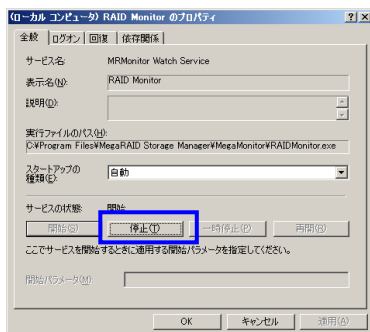 (ローカル コンピュータ) RAID Monitor のプロパティ
全般 ログオン 回復 依存関係
サービス名: MRMonitor Watch Service
表示名(N): RAID Monitor
説明(D):
実行ファイルのパス(H):
C:¥Program Files¥MegaRAID Storage Manager¥MegaMonitor¥RAIDMonitor.exe
スタートアップの種類(E): 自動
サービスの状態: 開始
開始(S) 停止(T) 一時停止(P) 再開(R)
ここでサービスを開始するときに適用する開始パラメータを指定してください。
開始パラメータ(M):
OK キャンセル 適用(A)